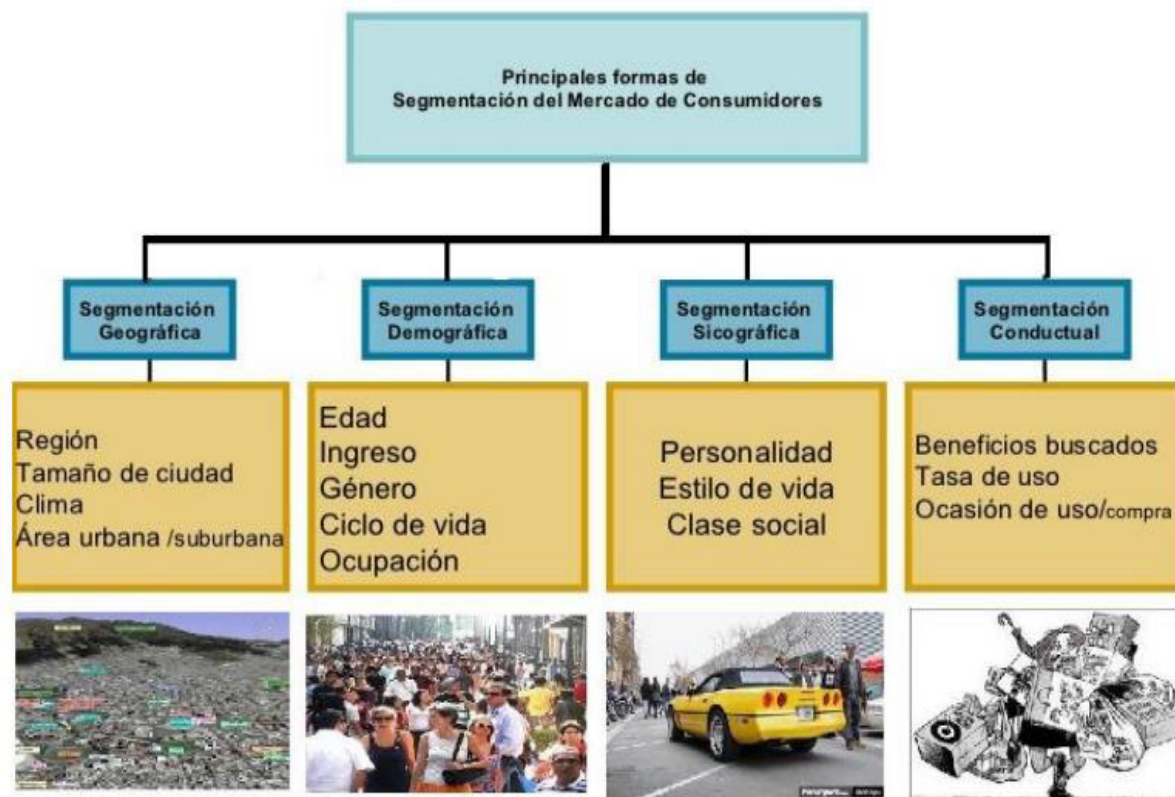 Principales formas de
Segmentación del Mercado de Consumidores
Segmentación
Geográfica
Segmentación
Demográfica
Segmentación
Sicográfica
Segmentación
Conductual
Región
Tamaño de ciudad
Clima
Área urbana /suburbana
Edad
Ingreso
Género
Ciclo de vida
Ocupación
Personalidad
Estilo de vida
Clase social
Beneficios buscados
Tasa de uso
Ocasión de uso/compra